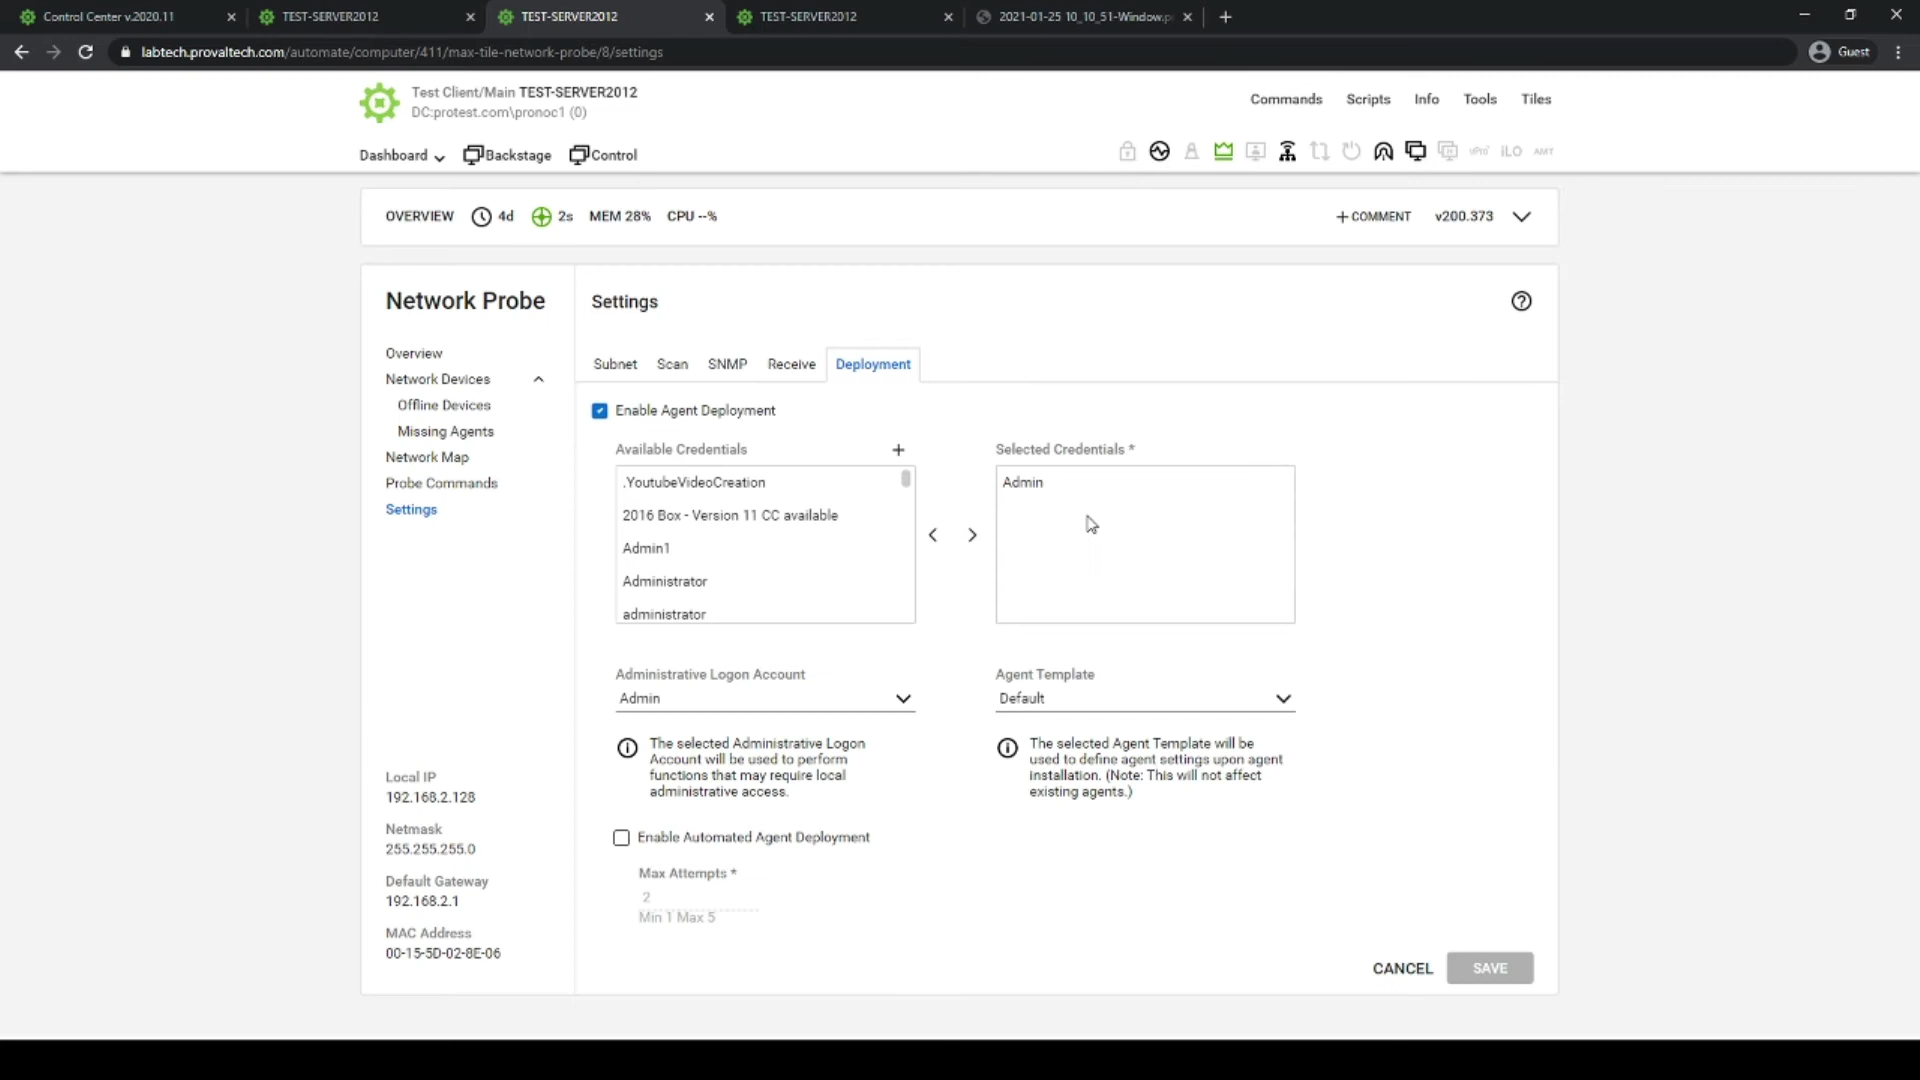 Control Center v.2020.11
TEST-SERVER2012
TEST-SERVER2012
TEST-SERVER2012
2021-01-25 10_10_51-Window.p
labtech.provaltech.com/automate/computer/411/max-tile-network-probe/8/settings
Guest
Test Client/Main TEST-SERVER2012
DC:protest.com\pronoc1 (0)
Commands Scripts Info Tools Tiles
Dashboard Backstage Control
vPro iLO AMT
OVERVIEW 4d 2s MEM 28% CPU --%
+ COMMENT v200.373
Network Probe
Overview
Network Devices
Offline Devices
Missing Agents
Network Map
Probe Commands
Settings
Local IP
192.168.2.128
Netmask
255.255.255.0
Default Gateway
192.168.2.1
MAC Address
00-15-5D-02-8E-06
Settings
Subnet Scan SNMP Receive Deployment
Enable Agent Deployment
Available Credentials +
.YoutubeVideoCreation
2016 Box - Version 11 CC available
Admin1
Administrator
administrator
Selected Credentials *
Admin
Administrative Logon Account
Admin
The selected Administrative Logon
Account will be used to perform
functions that may require local
administrative access.
Agent Template
Default
The selected Agent Template will be
used to define agent settings upon agent
installation. (Note: This will not affect
existing agents.)
Enable Automated Agent Deployment
Max Attempts *
2
Min 1 Max 5
CANCEL SAVE